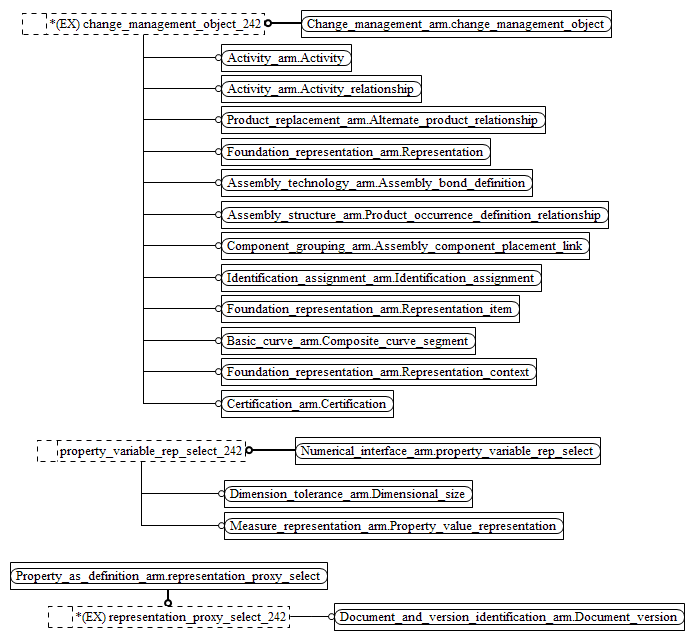 *(EX) change_management_object_242
Change_management_arm.change_management_object
Activity_arm.Activity
Activity_arm.Activity_relationship
Product_replacement_arm.Alternate_product_relationship
Foundation_representation_arm.Representation
Assembly_technology_arm.Assembly_bond_definition
Assembly_structure_arm.Product_occurrence_definition_relationship
Component_grouping_arm.Assembly_component_placement_link
Identification_assignment_arm.Identification_assignment
Foundation_representation_arm.Representation_item
Basic_curve_arm.Composite_curve_segment
Foundation_representation_arm.Representation_context
Certification_arm.Certification
property_variable_rep_select_242
Numerical_interface_arm.property_variable_rep_select
Dimension_tolerance_arm.Dimensional_size
Measure_representation_arm.Property_value_representation
Property_as_definition_arm.representation_proxy_select
*(EX) representation_proxy_select_242
Document_and_version_identification_arm.Document_version